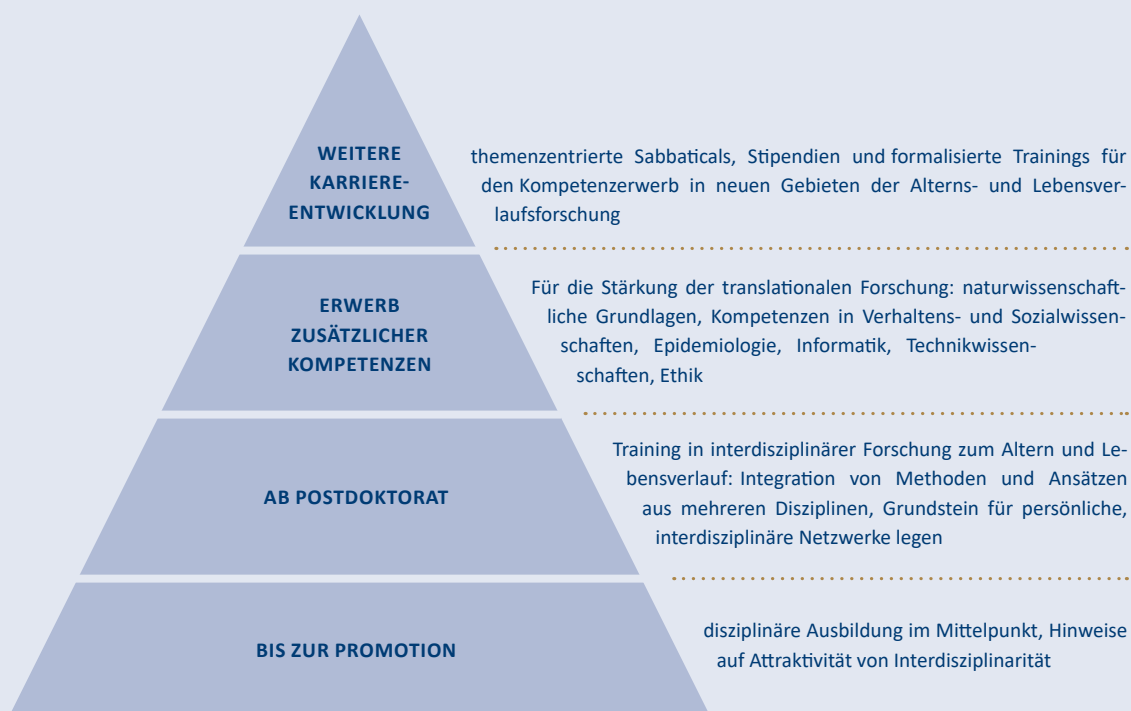 WEITERE
KARRIERE-
ENTWICKLUNG
themenzentrierte Sabbaticals, Stipendien und formalisierte Trainings für
den Kompetenzerwerb in neuen Gebieten der Alterns- und Lebensver-
laufsforschung
ERWERB
ZUSÄTZLICHER
KOMPETENZEN
Für die Stärkung der translationalen Forschung: naturwissenschaft-
liche Grundlagen, Kompetenzen in Verhaltens- und Sozialwissen-
schaften, Epidemiologie, Informatik, Technikwissen-
schaften, Ethik
AB POSTDOKTORAT
Training in interdisziplinärer Forschung zum Altern und Le-
bensverlauf: Integration von Methoden und Ansätzen
aus mehreren Disziplinen, Grundstein für persönliche,
interdisziplinäre Netzwerke legen
BIS ZUR PROMOTION
disziplinäre Ausbildung im Mittelpunkt, Hinweise
auf Attraktivität von Interdisziplinarität